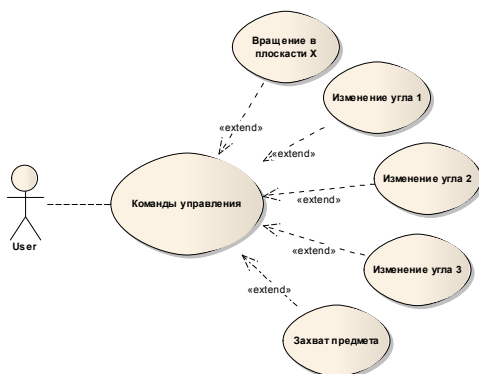 Вращение в
плоскасти X
Изменение угла 1
«extend»
«extend»
Изменение угла 2
Команды управления
«extend»
User
«extend»
Изменение угла 3
«extend»
Захват предмета